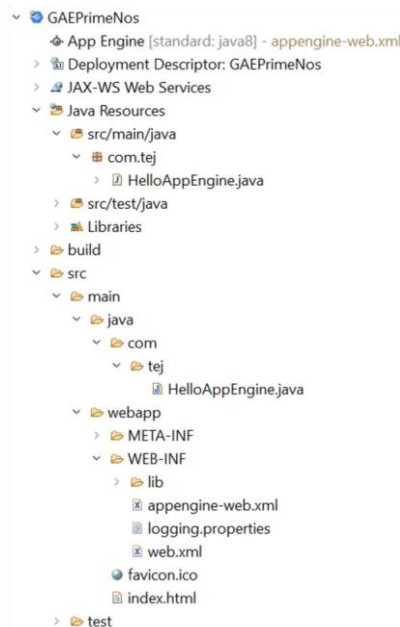 GAEPrimeNos
App Engine [standard: java8] - appengine-web.xml
Deployment Descriptor: GAEPrimeNos
JAX-WS Web Services
Java Resources
src/main/java
com.tej
HelloAppEngine.java
src/test/java
Libraries
build
src
main
java
com
tej
HelloAppEngine.java
webapp
META-INF
WEB-INF
lib
appengine-web.xml
logging.properties
web.xml
favicon.ico
index.html
test